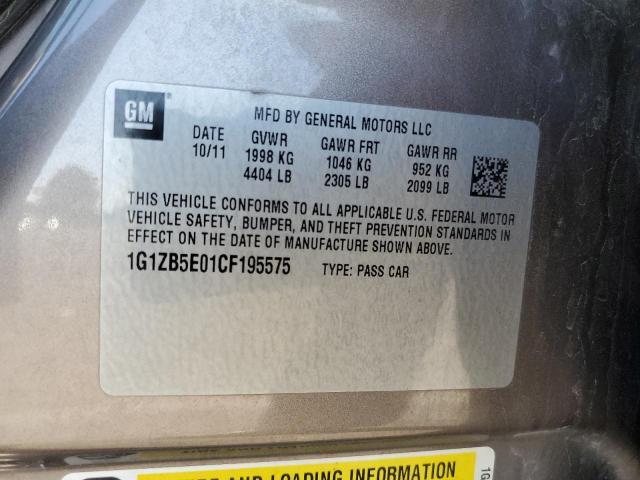 GM
MFD BY GENERAL MOTORS LLC
DATE GVWR GAWR FRT GAWR RR
10/11 1998 KG 1046 KG 952 KG
4404 LB 2305 LB 2099 LB
THIS VEHICLE CONFORMS TO ALL APPLICABLE U.S. FEDERAL MOTOR
VEHICLE SAFETY, BUMPER, AND THEFT PREVENTION STANDARDS IN
EFFECT ON THE DATE OF MANUFACTURE SHOWN ABOVE.
1G1ZB5E01CF195575 TYPE: PASS CAR
AND LOADING INFORMATION
1G